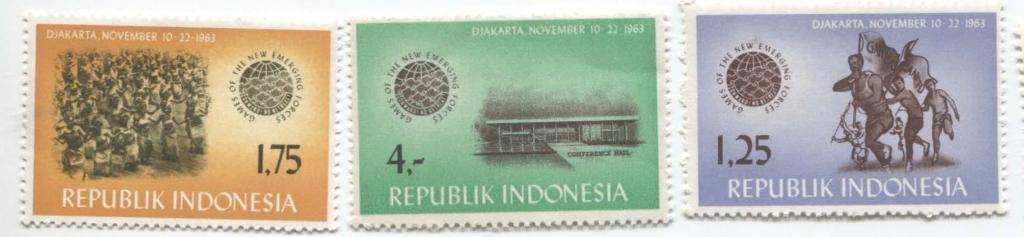 DJAKARTA, NOVEMBER 10-22-1963
GAMES OF THE NEW EMERGING FORCES
1,75
REPUBLIK INDONESIA
DJAKARTA, NOVEMBER 10-22-1963
GAMES OF THE NEW EMERGING FORCES
4,-
CONFERENCE HALL
REPUBLIK INDONESIA
DJAKARTA, NOVEMBER 10-22-1963
GAMES OF THE NEW EMERGING FORCES
1,25
REPUBLIK INDONESIA